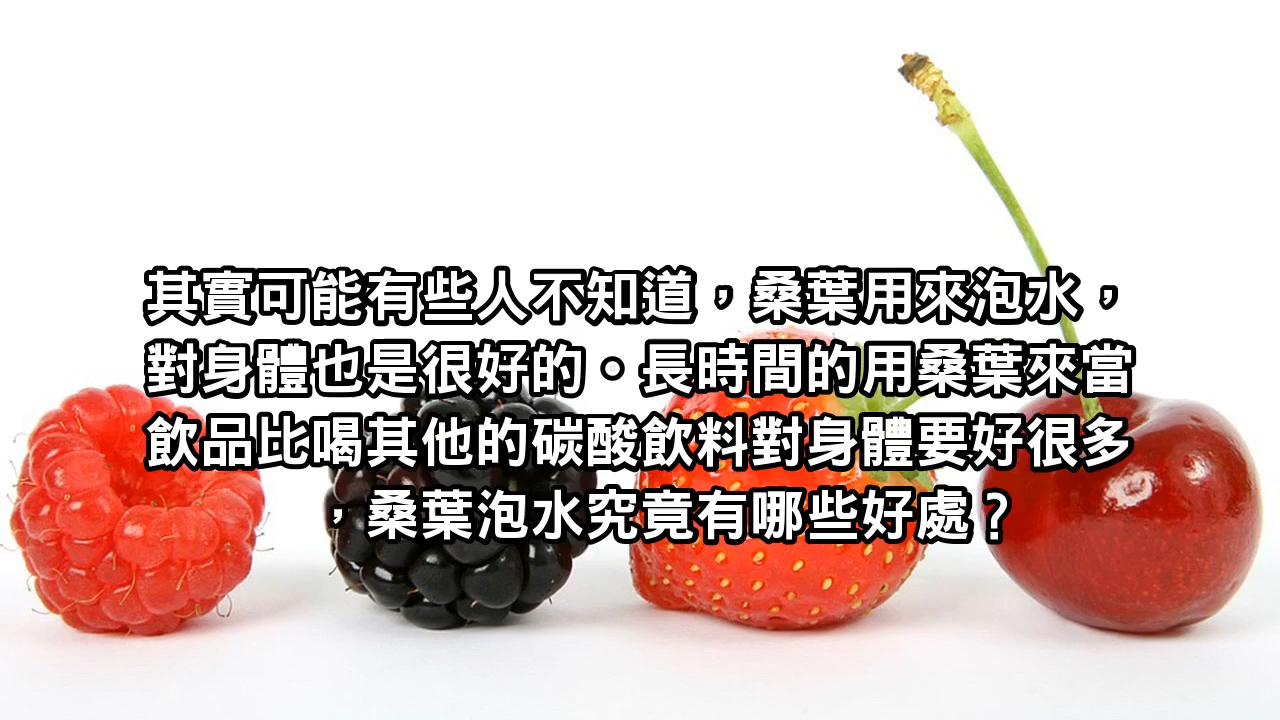 其實可能有些人不知道，桑葉用來泡水，
對身體也是很好的。長時間的用桑葉來當
飲品比喝其他的碳酸飲料對身體要好很多
，桑葉泡水究竟有哪些好處？